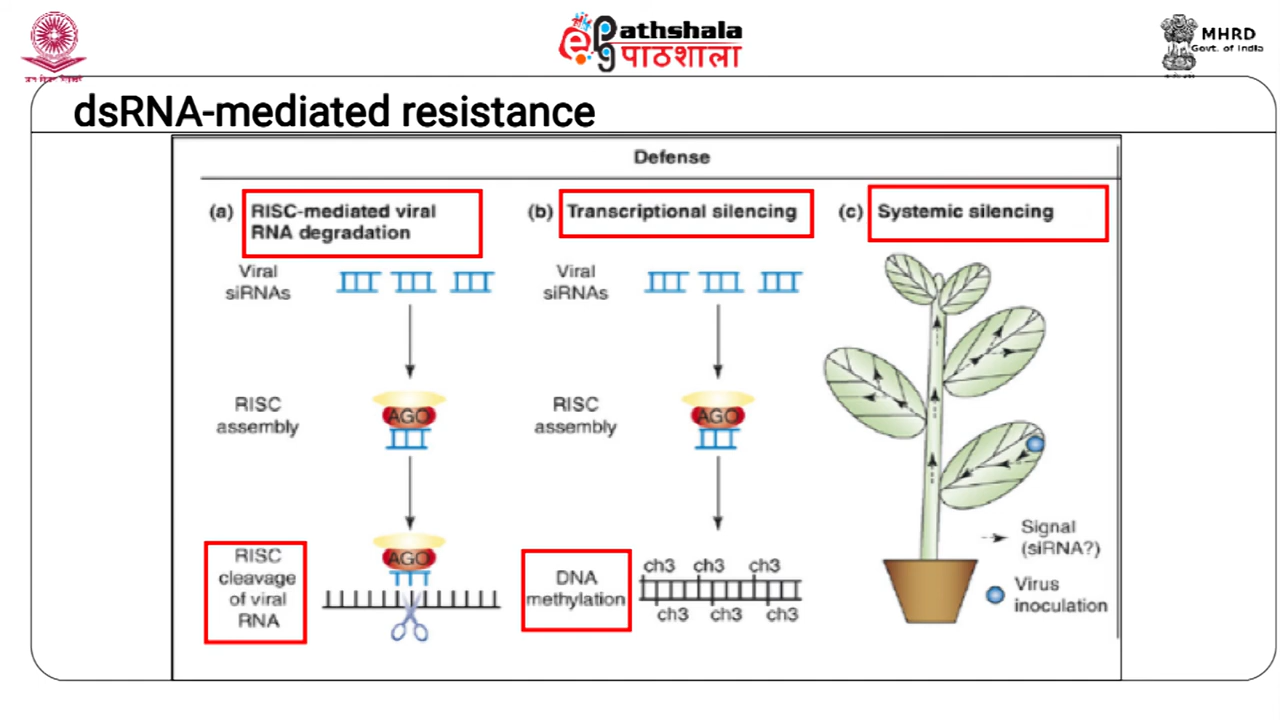 ePathshala
पाठशाला
MHRD
Govt. of India
dsRNA-mediated resistance
Defense
(a) RISC-mediated viral
RNA degradation
Viral
siRNAs
RISC
assembly
AGO
RISC
cleavage
of viral
RNA
AGO
(b) Transcriptional silencing
Viral
siRNAs
RISC
assembly
AGO
DNA
methylation
ch3 ch3 ch3
ch3 ch3 ch3
(c) Systemic silencing
Signal
(siRNA?)
Virus
inoculation